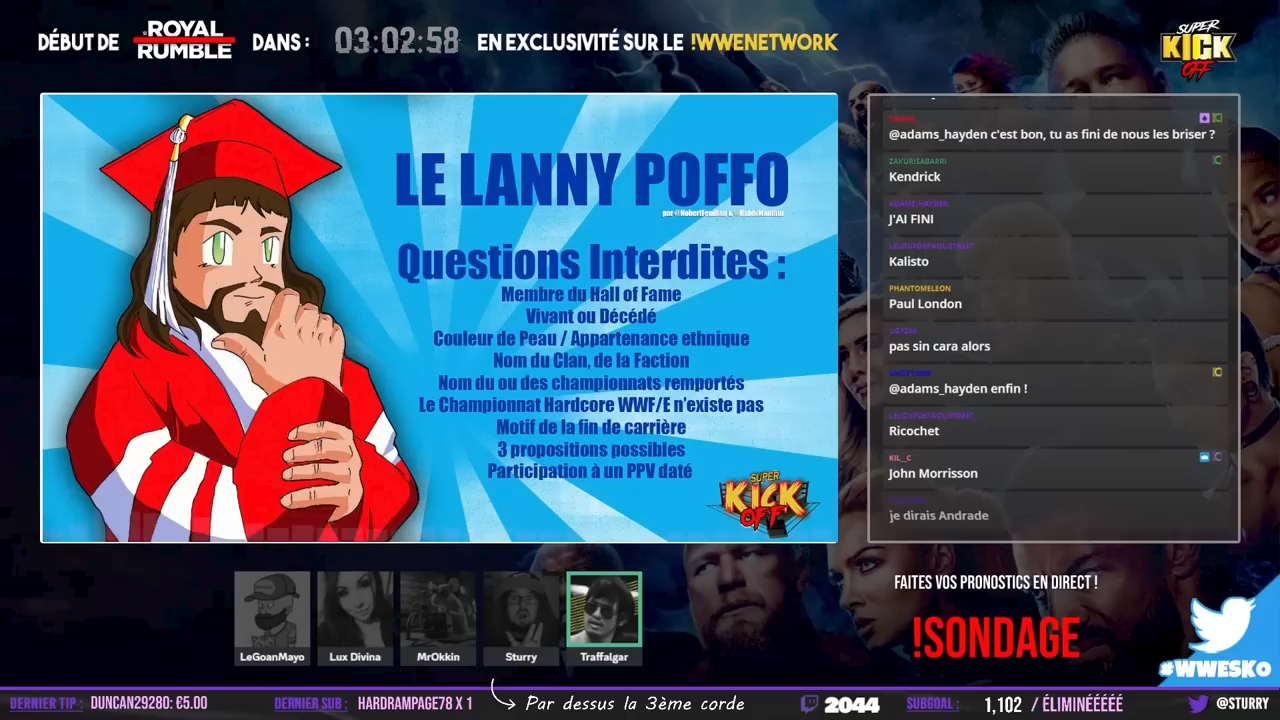 DÉBUT DE ROYAL RUMBLE DANS : 03:02:58 EN EXCLUSIVITÉ SUR LE !WWENETWORK
SUPER KICK OFF
LE LANNY POFFO
Questions Interdites :
Membre du Hall of Fame
Vivant ou Décédé
Couleur de Peau / Appartenance ethnique
Nom du Clan, de la Faction
Nom du ou des championnats remportés
Le Championnat Hardcore WWF/E n'existe pas
Motif de la fin de carrière
3 propositions possibles
Participation à un PPV daté
SUPER KICK OFF
@adams_hayden c'est bon, tu as fini de nous les briser ?
ZAKURISABARRI
Kendrick
ADAMS_HAYDEN
J'AI FINI
LELOUPDEPAOLISTREET
Kalisto
PHANTOMELEON
Paul London
pas sin cara alors
@adams_hayden enfin !
LELOUPDEPAOLISTREET
Ricochet
KIL__C
John Morrisson
je dirais Andrade
LeGoanMayo
Lux Divina
MrOkkin
Sturry
Traffalgar
FAITES VOS PRONOSTICS EN DIRECT !
!SONDAGE
#WWESKO
DERNIER TIP : DUNCAN29280: €5.00
DERNIER SUB : HARDRAMPAGE78 X 1
Par dessus la 3ème corde
2044
SUBGOAL : 1,102 / ÉLIMINÉÉÉÉÉ
@STURRY